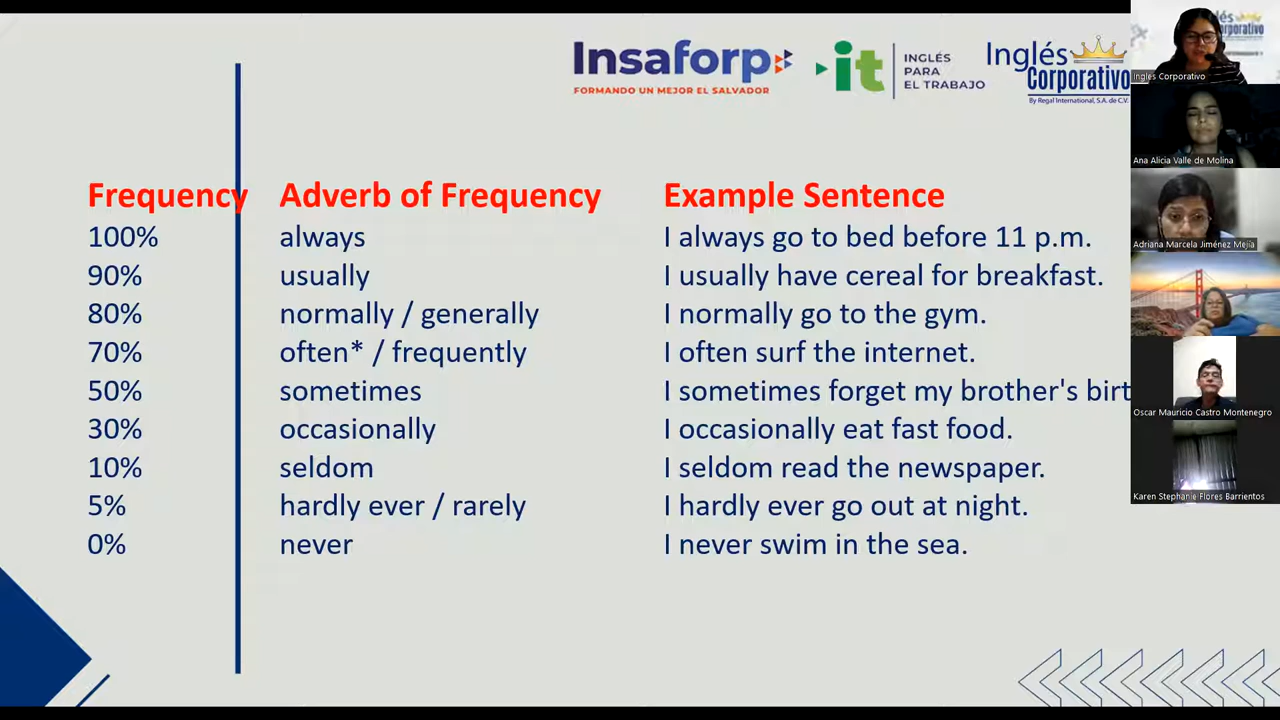 Insaforp
FORMANDO UN MEJOR EL SALVADOR
it
INGLÉS
PARA
EL TRABAJO
Inglés
Corporativo
By Regal International, S.A. de C.V.
Frequency Adverb of Frequency Example Sentence
100% always I always go to bed before 11 p.m.
90% usually I usually have cereal for breakfast.
80% normally / generally I normally go to the gym.
70% often* / frequently I often surf the internet.
50% sometimes I sometimes forget my brother's birt
30% occasionally I occasionally eat fast food.
10% seldom I seldom read the newspaper.
5% hardly ever / rarely I hardly ever go out at night.
0% never I never swim in the sea.
Inglés Corporativo
Ana Alicia Valle de Molina
Adriana Marcela Jiménez Mejía
Oscar Mauricio Castro Montenegro
Karen Stephanie Flores Barrientos